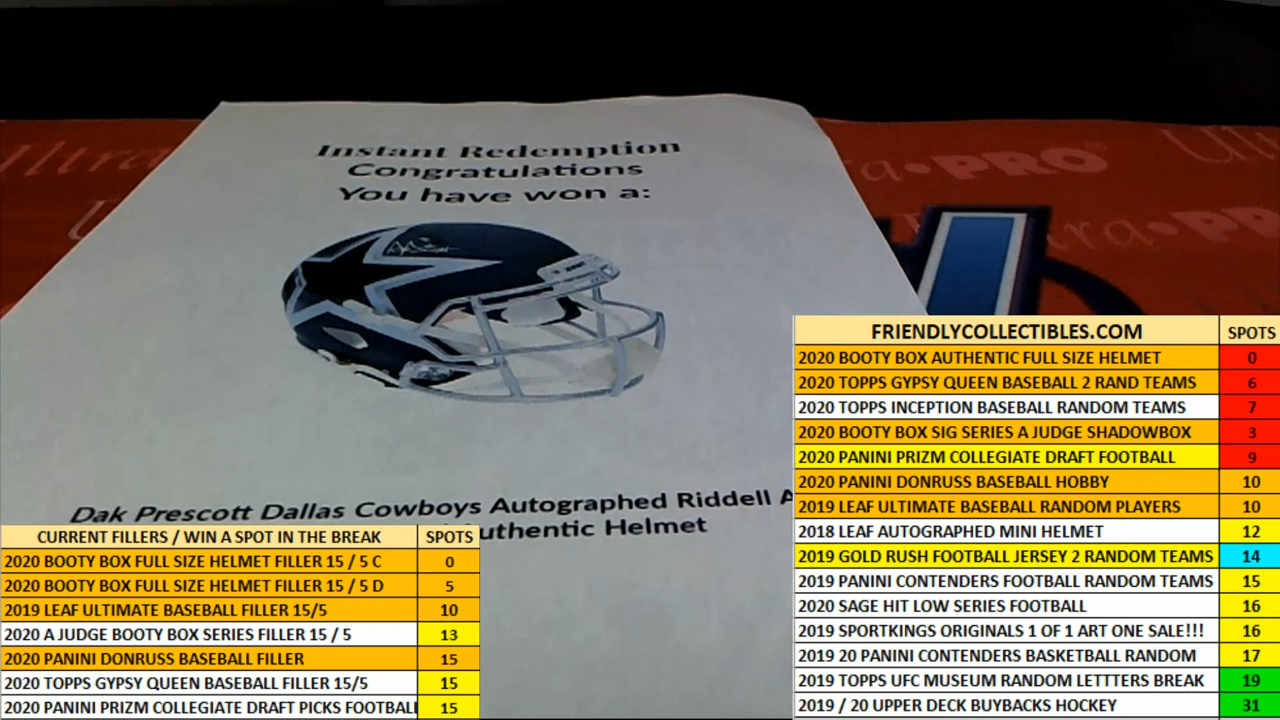 Instant Redemption
Congratulations
You have won a:
Dak Prescott Dallas Cowboys Autographed Riddell A
uthentic Helmet
Ultra
Ultra•PRO
Ul
tra•PR
FRIENDLYCOLLECTIBLES.COM SPOTS
2020 BOOTY BOX AUTHENTIC FULL SIZE HELMET 0
2020 TOPPS GYPSY QUEEN BASEBALL 2 RAND TEAMS 6
2020 TOPPS INCEPTION BASEBALL RANDOM TEAMS 7
2020 BOOTY BOX SIG SERIES A JUDGE SHADOWBOX 3
2020 PANINI PRIZM COLLEGIATE DRAFT FOOTBALL 9
2020 PANINI DONRUSS BASEBALL HOBBY 10
2019 LEAF ULTIMATE BASEBALL RANDOM PLAYERS 10
2018 LEAF AUTOGRAPHED MINI HELMET 12
2019 GOLD RUSH FOOTBALL JERSEY 2 RANDOM TEAMS 14
2019 PANINI CONTENDERS FOOTBALL RANDOM TEAMS 15
2020 SAGE HIT LOW SERIES FOOTBALL 16
2019 SPORTKINGS ORIGINALS 1 OF 1 ART ONE SALE!!! 16
2019 20 PANINI CONTENDERS BASKETBALL RANDOM 17
2019 TOPPS UFC MUSEUM RANDOM LETTTERS BREAK 19
2019 / 20 UPPER DECK BUYBACKS HOCKEY 31
CURRENT FILLERS / WIN A SPOT IN THE BREAK SPOTS
2020 BOOTY BOX FULL SIZE HELMET FILLER 15 / 5 C 0
2020 BOOTY BOX FULL SIZE HELMET FILLER 15 / 5 D 5
2019 LEAF ULTIMATE BASEBALL FILLER 15/5 10
2020 A JUDGE BOOTY BOX SERIES FILLER 15 / 5 13
2020 PANINI DONRUSS BASEBALL FILLER 15
2020 TOPPS GYPSY QUEEN BASEBALL FILLER 15/5 15
2020 PANINI PRIZM COLLEGIATE DRAFT PICKS FOOTBALL 15